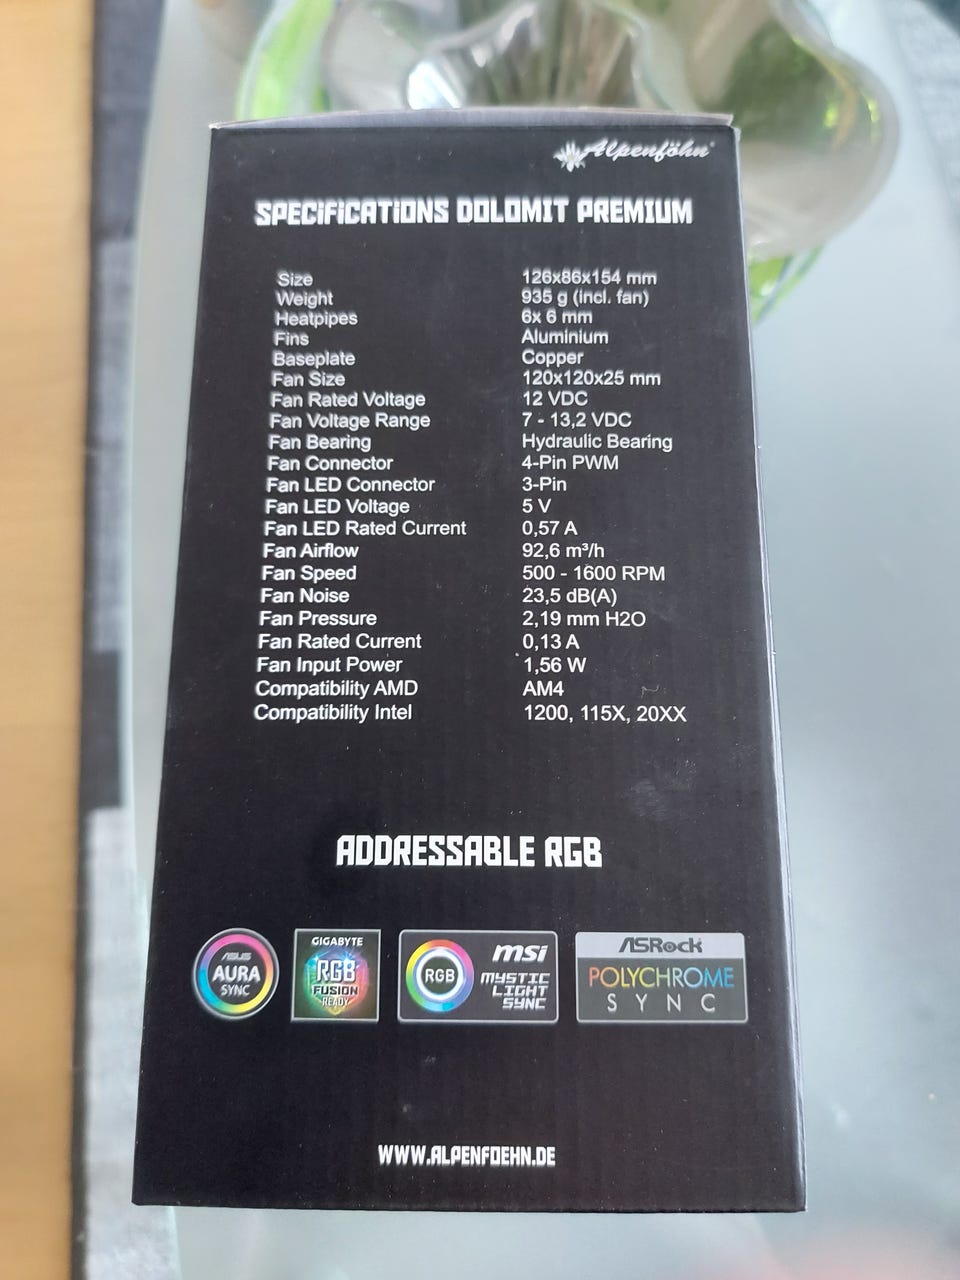 Alpenföhn
SPECIFICATIONS DOLOMIT PREMIUM
Size 126x86x154 mm
Weight 935 g (incl. fan)
Heatpipes 6x 6 mm
Fins Aluminium
Baseplate Copper
Fan Size 120x120x25 mm
Fan Rated Voltage 12 VDC
Fan Voltage Range 7 - 13,2 VDC
Fan Bearing Hydraulic Bearing
Fan Connector 4-Pin PWM
Fan LED Connector 3-Pin
Fan LED Voltage 5 V
Fan LED Rated Current 0,57 A
Fan Airflow 92,6 m³/h
Fan Speed 500 - 1600 RPM
Fan Noise 23,5 dB(A)
Fan Pressure 2,19 mm H2O
Fan Rated Current 0,13 A
Fan Input Power 1,56 W
Compatibility AMD AM4
Compatibility Intel 1200, 115X, 20XX
ADDRESSABLE RGB
ASUS
AURA
SYNC
GIGABYTE
RGB
FUSION
READY
RGB
msi
MYSTIC
LIGHT
SYNC
ASRock
POLYCHROME
SYNC
WWW.ALPENFOEHN.DE